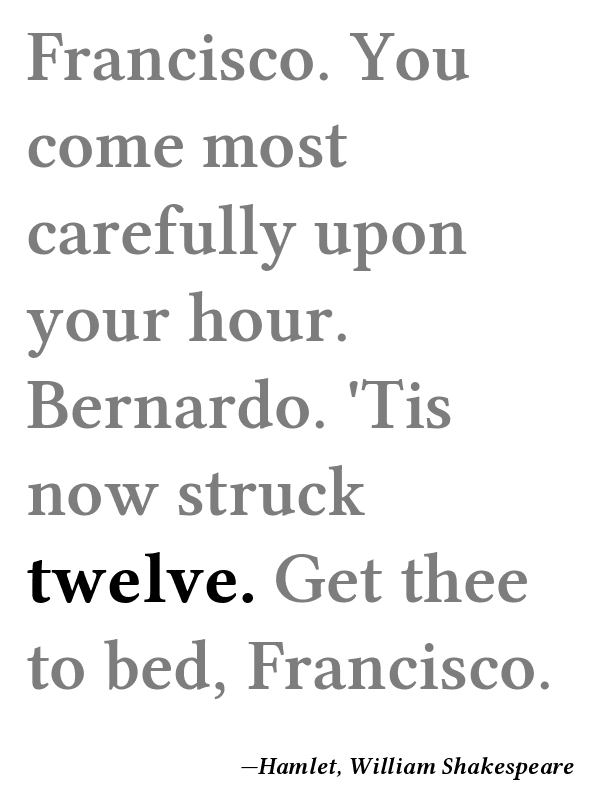 Francisco. You
come most
carefully upon
your hour.
Bernardo. 'Tis
now struck
twelve. Get thee
to bed, Francisco.
—Hamlet, William Shakespeare